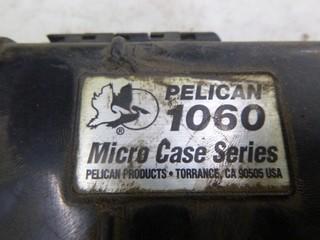 PELICAN
1060
®
Micro Case Series
PELICAN PRODUCTS • TORRANCE, CA 90505 USA